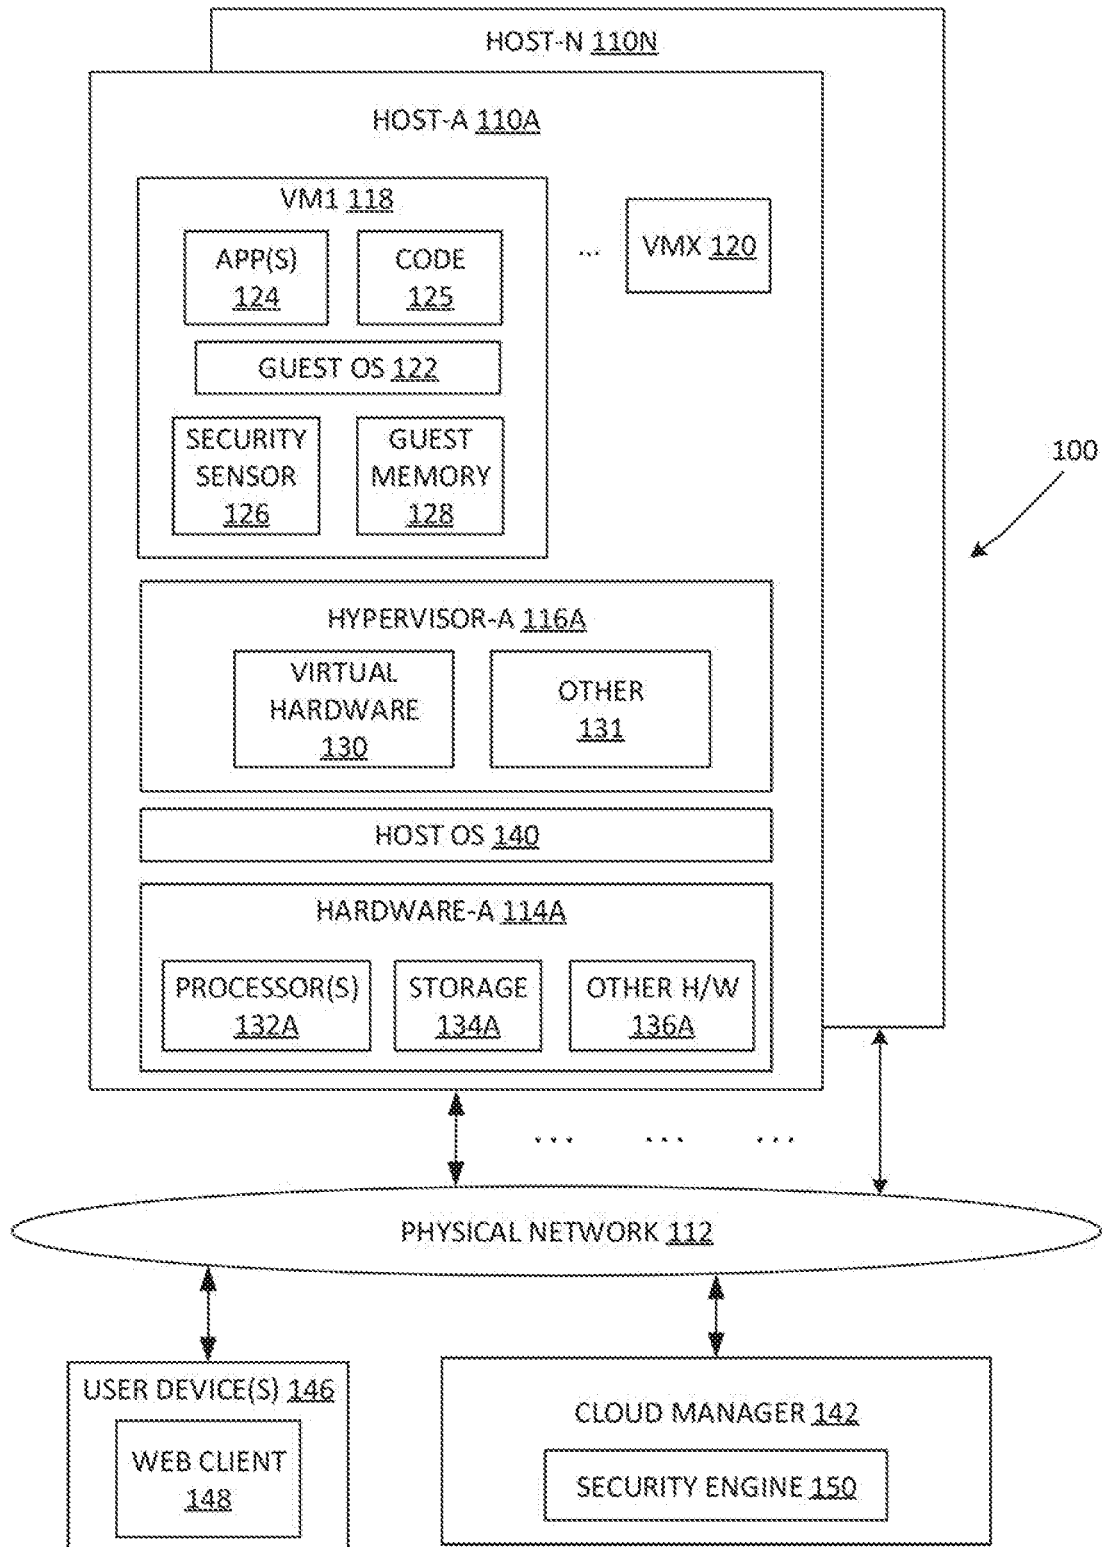 HOST-N 110N
HOST-A 110A
VM1 118
APP(S)
124
CODE
125
...
VMX 120
GUEST OS 122
SECURITY
SENSOR
126
GUEST
MEMORY
128
100
HYPERVISOR-A 116A
VIRTUAL
HARDWARE
130
OTHER
131
HOST OS 140
HARDWARE-A 114A
PROCESSOR(S)
132A
STORAGE
134A
OTHER H/W
136A
... ... ...
PHYSICAL NETWORK 112
USER DEVICE(S) 146
WEB CLIENT
148
CLOUD MANAGER 142
SECURITY ENGINE 150